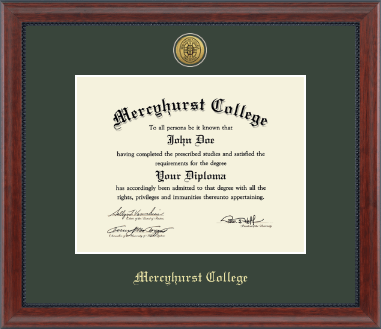 Mercyhurst College
To all persons be it known that
John Doe
having completed the prescribed studies and satisfied the
requirements for the degree
Your Diploma
has accordingly been admitted to that degree with all the
rights, privileges and immunities thereunto appertaining.
Mercyhurst College